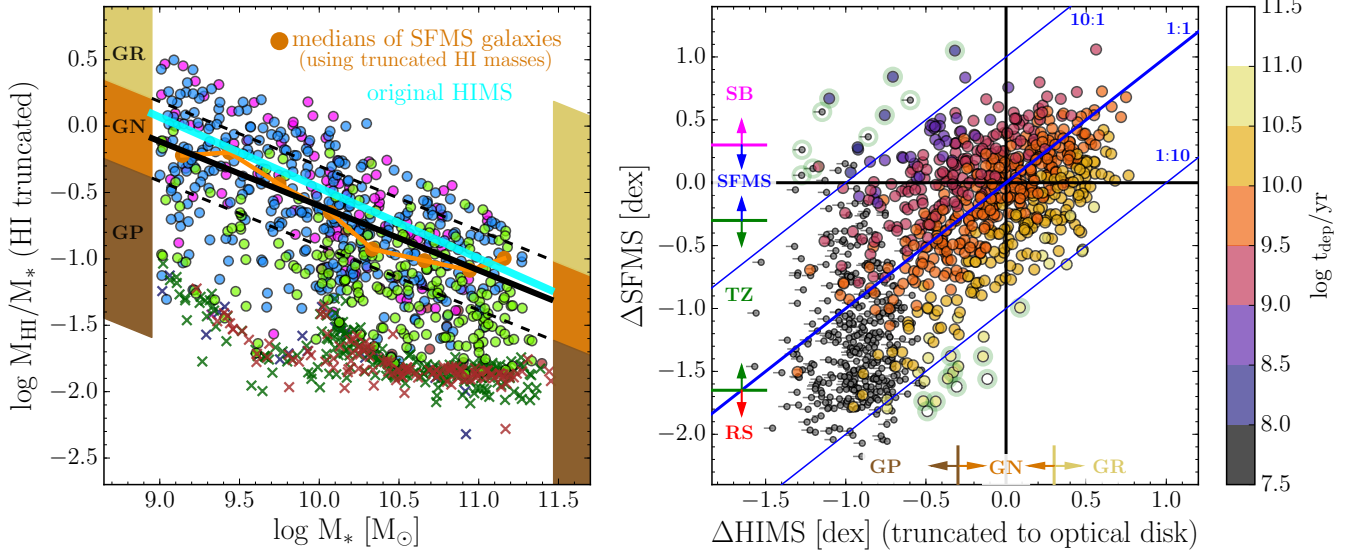 0.5
0.0
−0.5
−1.0
−1.5
−2.0
−2.5
log M_HI/M_* (HI truncated)
GR
GN
GP
medians of SFMS galaxies
(using truncated HI masses)
original HIMS
9.0 9.5 10.0 10.5 11.0 11.5
log M_* [M_⊙]
1.0
0.5
0.0
−0.5
−1.0
−1.5
−2.0
ΔSFMS [dex]
10:1
1:1
1:10
SB
SFMS
TZ
RS
GP GN GR
−1.5 −1.0 −0.5 0.0 0.5 1.0
ΔHIMS [dex] (truncated to optical disk)
11.5
11.0
10.5
10.0
9.5
9.0
8.5
8.0
7.5
log t_dep/yr